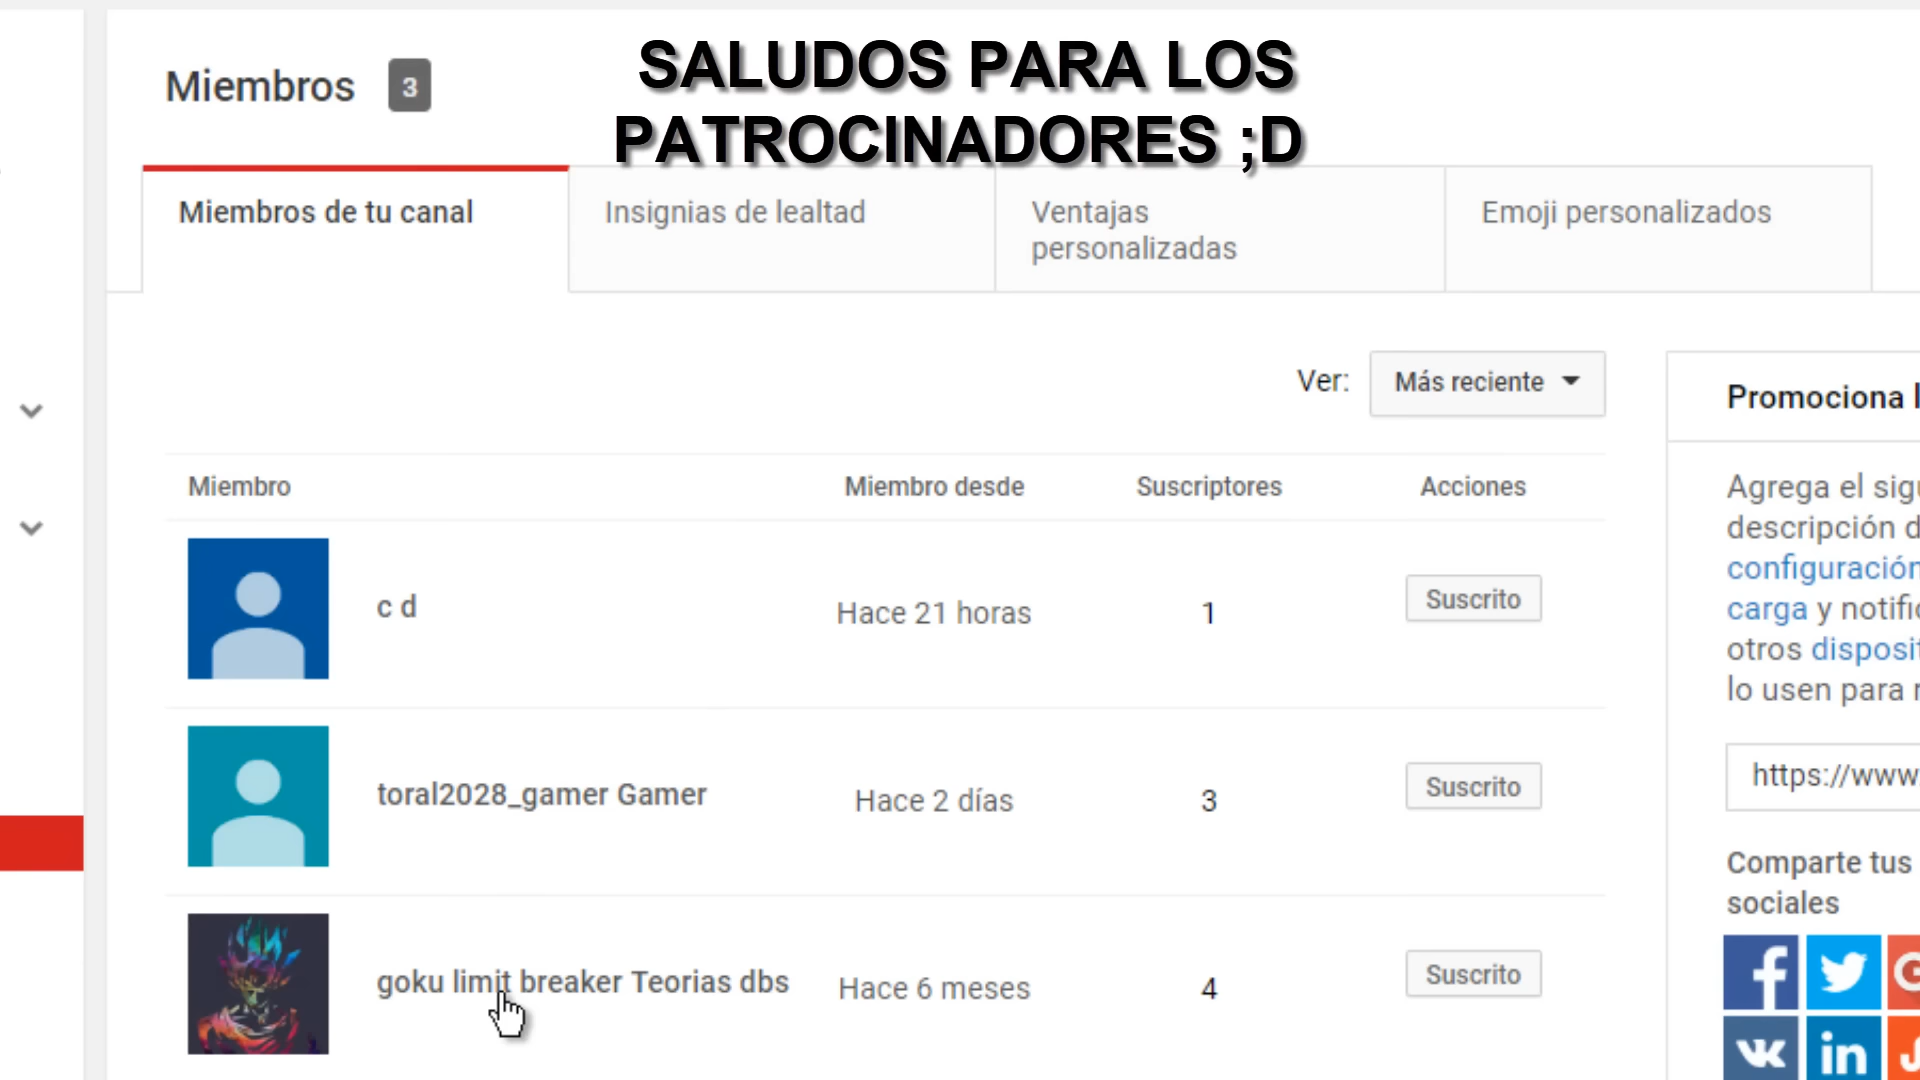 SALUDOS PARA LOS
PATROCINADORES ;D
Miembros 3
Miembros de tu canal
Insignias de lealtad
Ventajas
personalizadas
Emoji personalizados
Ver: Más reciente
Miembro Miembro desde Suscriptores Acciones
c d Hace 21 horas 1 Suscrito
toral2028_gamer Gamer Hace 2 días 3 Suscrito
goku limit breaker Teorias dbs Hace 6 meses 4 Suscrito
Promociona
Agrega el
descripción
configuración
carga y
otros
lo usen para
https://www.
Comparte tus
sociales